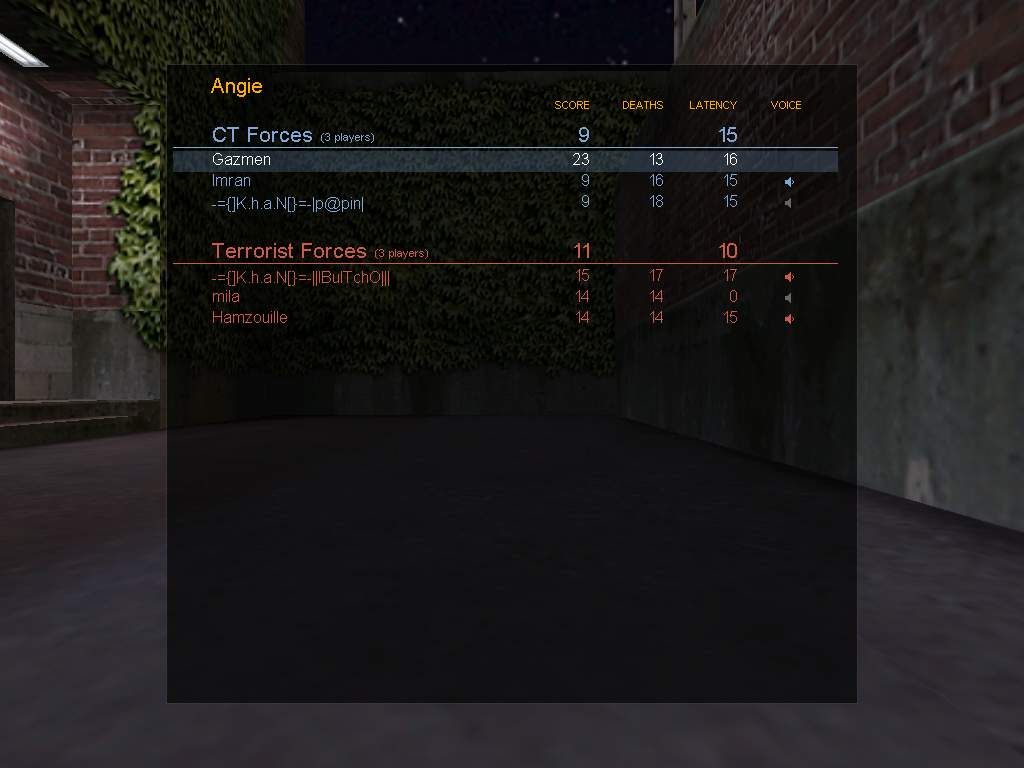 Angie
SCORE DEATHS LATENCY VOICE
CT Forces (3 players) 9 15
Gazmen 23 13 16
Imran 9 16 15
-={]K.h.a.N[}=-|p@pin| 9 18 15
Terrorist Forces (3 players) 11 10
-={]K.h.a.N[}=-|||BulTchO||| 15 17 17
mila 14 14 0
Hamzouille 14 14 15